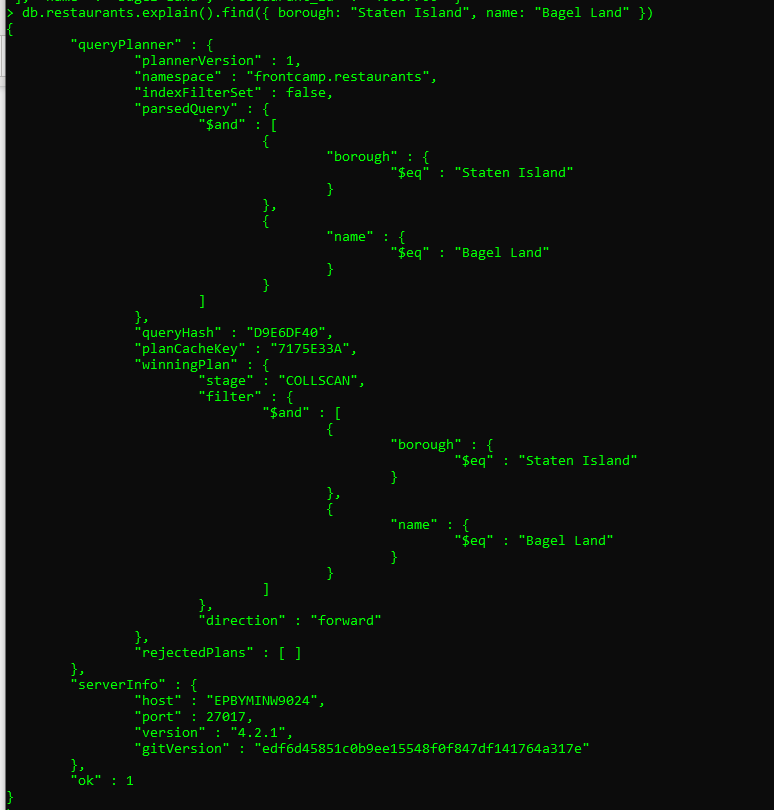 > db.restaurants.explain().find({ borough: "Staten Island", name: "Bagel Land" })
{
        "queryPlanner" : {
                "plannerVersion" : 1,
                "namespace" : "frontcamp.restaurants",
                "indexFilterSet" : false,
                "parsedQuery" : {
                        "$and" : [
                                {
                                        "borough" : {
                                                "$eq" : "Staten Island"
                                        }
                                },
                                {
                                        "name" : {
                                                "$eq" : "Bagel Land"
                                        }
                                }
                        ]
                },
                "queryHash" : "D9E6DF40",
                "planCacheKey" : "7175E33A",
                "winningPlan" : {
                        "stage" : "COLLSCAN",
                        "filter" : {
                                "$and" : [
                                        {
                                                "borough" : {
                                                        "$eq" : "Staten Island"
                                                }
                                        },
                                        {
                                                "name" : {
                                                        "$eq" : "Bagel Land"
                                                }
                                        }
                                ]
                        },
                        "direction" : "forward"
                },
                "rejectedPlans" : [ ]
        },
        "serverInfo" : {
                "host" : "EPBYMINW9024",
                "port" : 27017,
                "version" : "4.2.1",
                "gitVersion" : "edf6d45851c0b9ee15548f0f847df141764a317e"
        },
        "ok" : 1
}